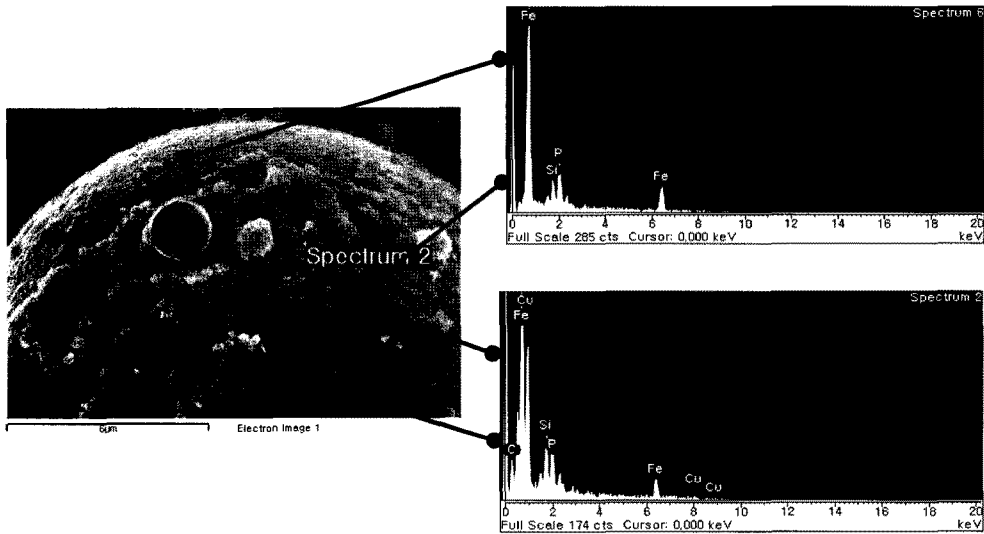 Spectrum 6
Fe
P
Si
Fe
0 2 4 6 8 10 12 14 16 18 20
Full Scale 285 cts Cursor: 0,000 keV keV
Spectrum 2
6µm Electron Image 1
Spectrum 2
Cu
Fe
Si
C
P
Fe
Cu
Cu
0 2 4 6 8 10 12 14 16 18 20
Full Scale 174 cts Cursor: 0,000 keV keV